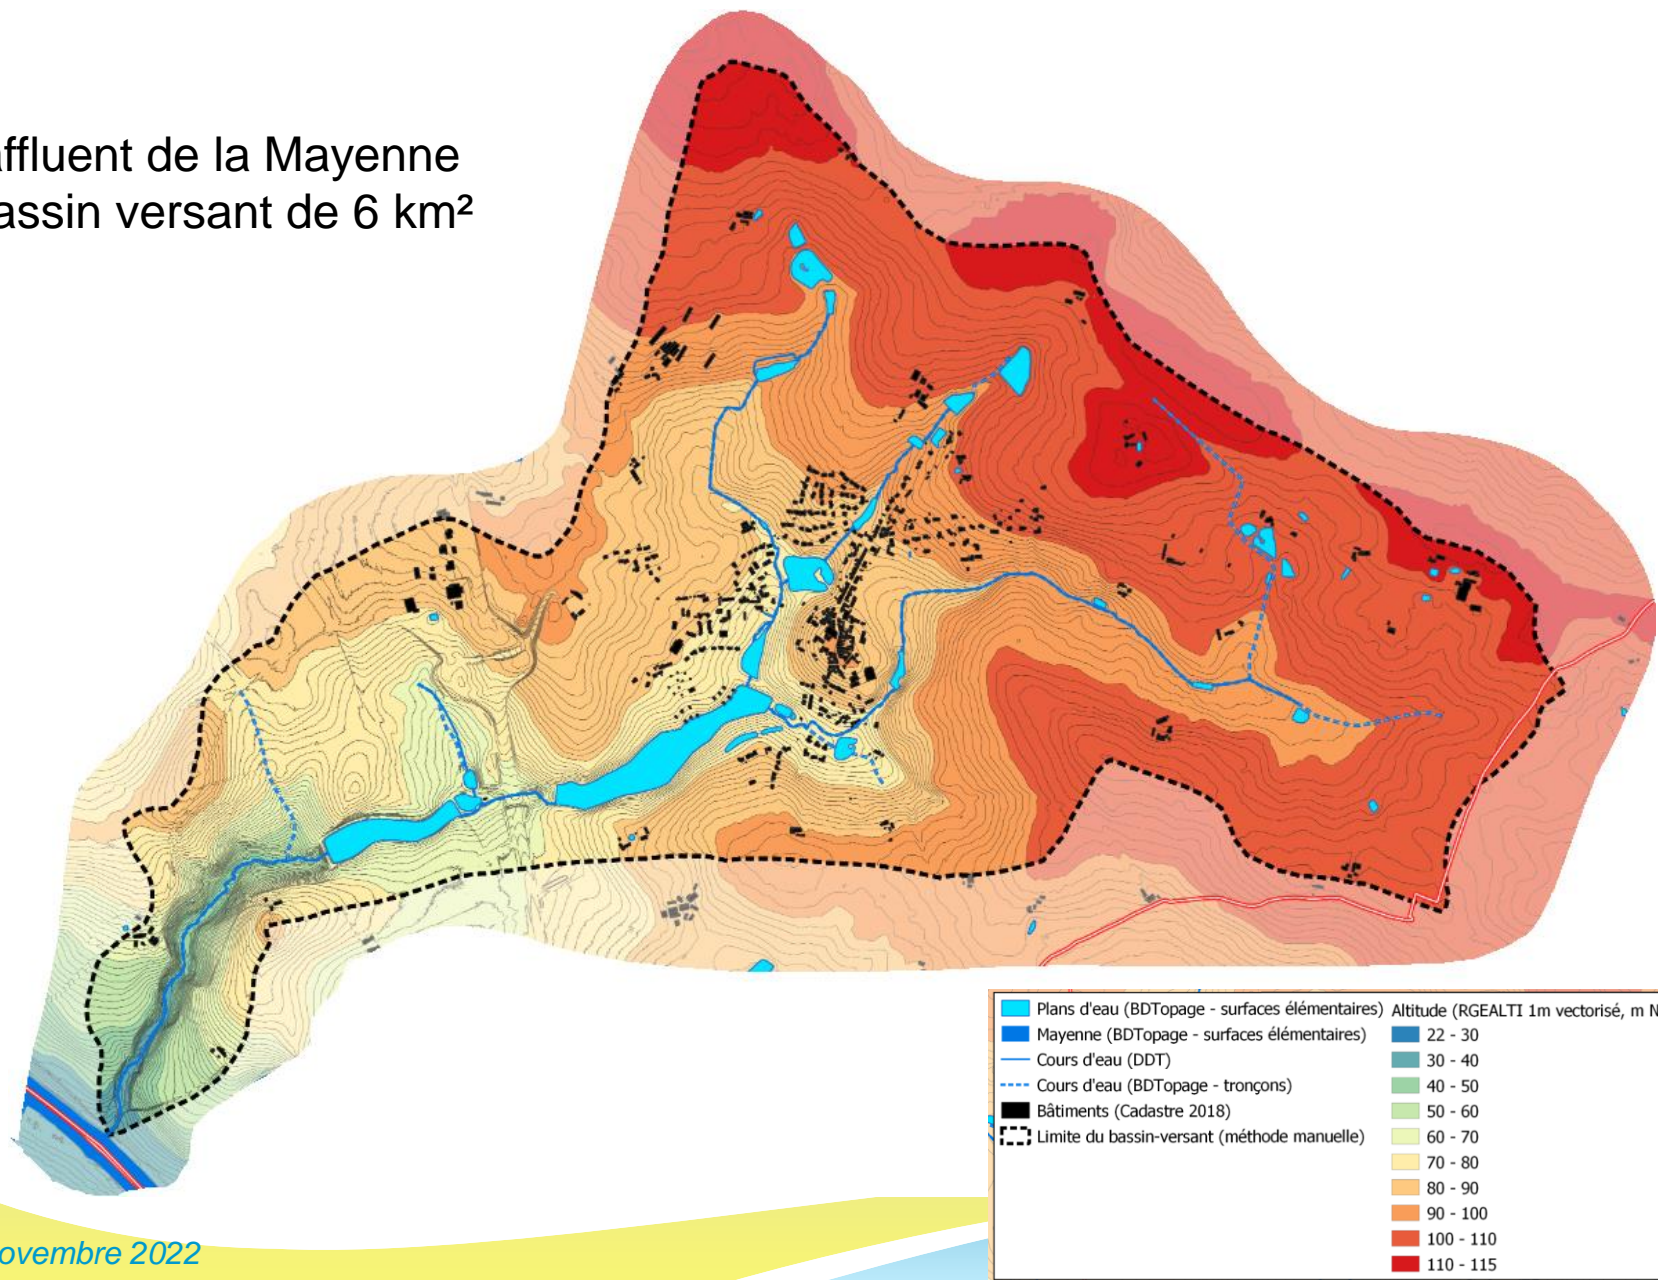 affluent de la Mayenne
assin versant de 6 km²
Plans d'eau (BDTopage - surfaces élémentaires)
Mayenne (BDTopage - surfaces élémentaires)
Cours d'eau (DDT)
Cours d'eau (BDTopage - tronçons)
Bâtiments (Cadastre 2018)
Limite du bassin-versant (méthode manuelle)
Altitude (RGEALTI 1m vectorisé, m N
22 - 30
30 - 40
40 - 50
50 - 60
60 - 70
70 - 80
80 - 90
90 - 100
100 - 110
110 - 115
ovembre 2022